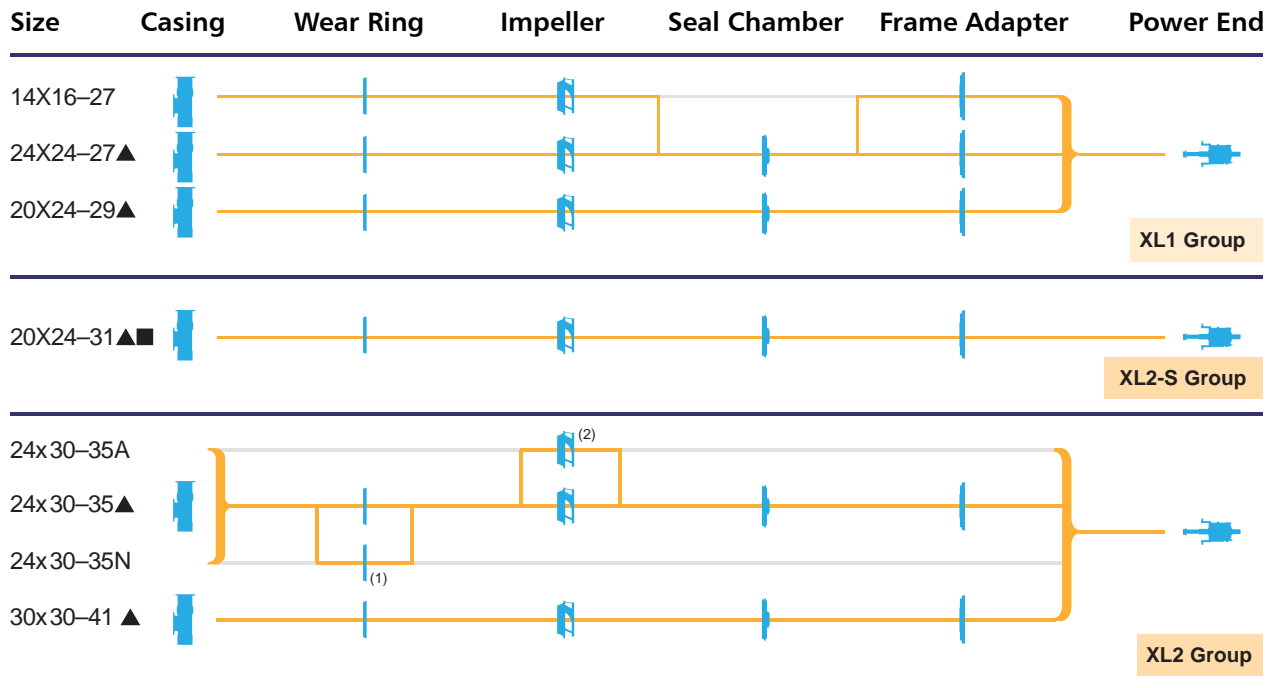 Size Casing Wear Ring Impeller Seal Chamber Frame Adapter Power End
14X16–27
24X24–27▲
20X24–29▲
XL1 Group
20X24–31▲■
XL2-S Group
24x30–35A (2)
24x30–35▲
24x30–35N (1)
30x30–41 ▲
XL2 Group